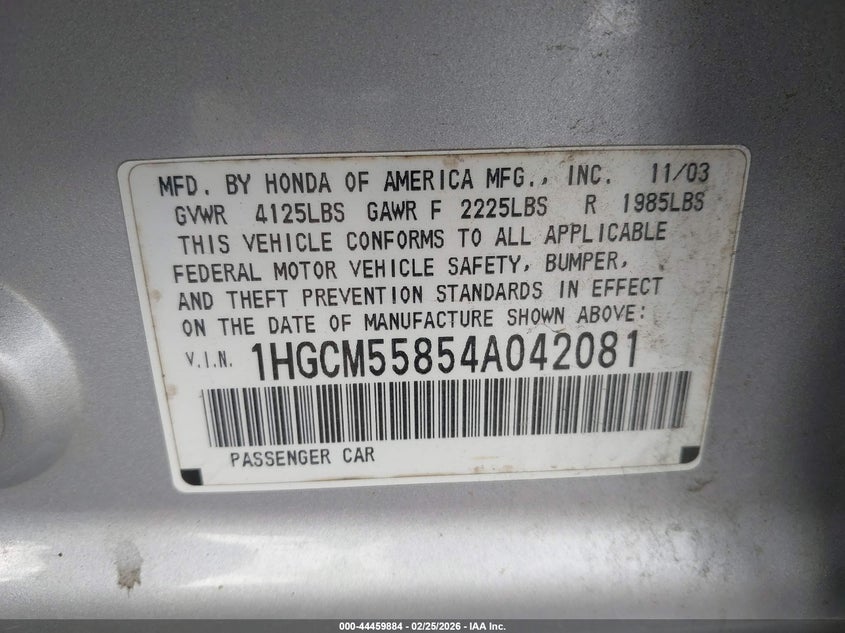 MFD. BY HONDA OF AMERICA MFG., INC. 11/03
GVWR 4125LBS GAWR F 2225LBS R 1985LBS
THIS VEHICLE CONFORMS TO ALL APPLICABLE
FEDERAL MOTOR VEHICLE SAFETY, BUMPER,
AND THEFT PREVENTION STANDARDS IN EFFECT
ON THE DATE OF MANUFACTURE SHOWN ABOVE:
V.I.N. 1HGCM55854A042081
PASSENGER CAR
000-44459884 - 02/25/2026 - IAA Inc.